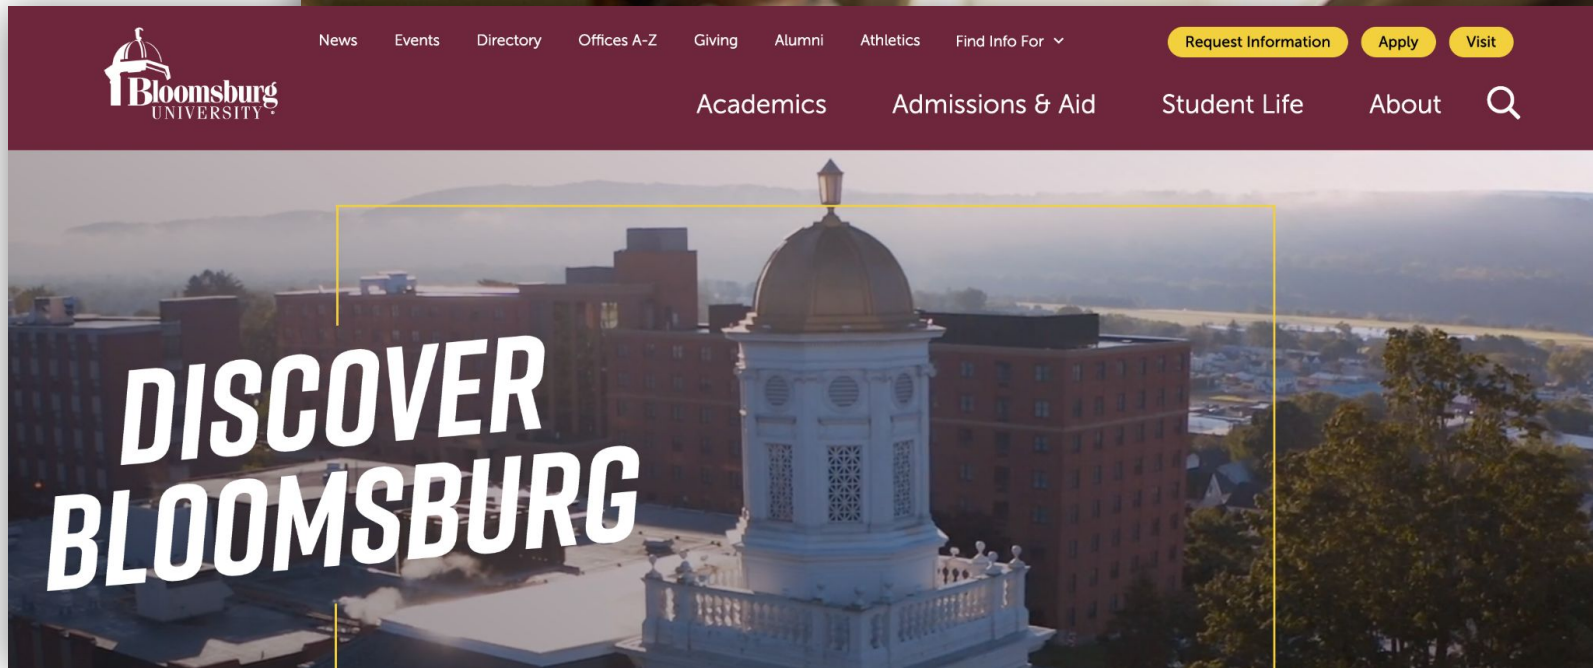 News Events Directory Offices A-Z Giving Alumni Athletics Find Info For Request Information Apply Visit
Bloomsburg
UNIVERSITY
Academics Admissions & Aid Student Life About
DISCOVER
BLOOMSBURG